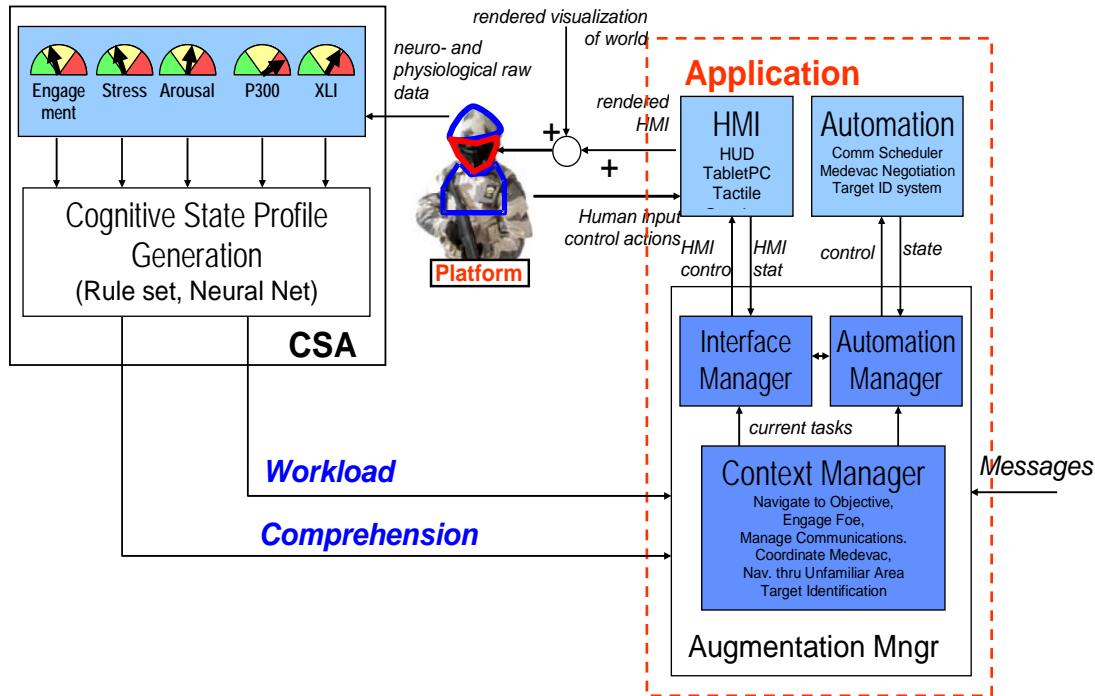 rendered visualization
of world
neuro- and
physiological raw
data
Engage
ment
Stress
Arousal
P300
XLI
Application
rendered
HMI
+
+
HMI
HUD
TabletPC
Tactile
Automation
Comm Scheduler
Medevac Negotiation
Target ID system
Human input
control actions
Platform
Cognitive State Profile
Generation
(Rule set, Neural Net)
CSA
HMI
contro
HMI
stat
control
state
Interface
Manager
Automation
Manager
current tasks
Workload
Comprehension
Messages
Context Manager
Navigate to Objective,
Engage Foe,
Manage Communications.
Coordinate Medevac,
Nav. thru Unfamiliar Area
Target Identification
Augmentation Mngr